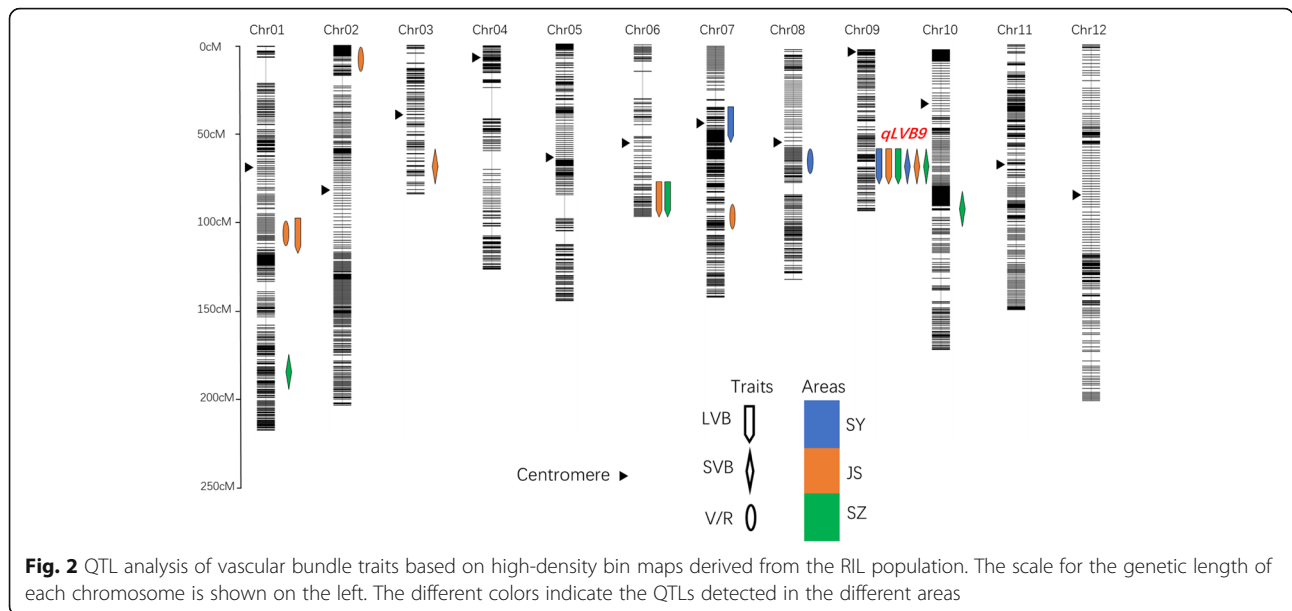 Chr01 Chr02 Chr03 Chr04 Chr05 Chr06 Chr07 Chr08 Chr09 Chr10 Chr11 Chr12
0cM
50cM
qLVB9
100cM
150cM
200cM
250cM
Traits Areas
LVB SY
SVB JS
Centromere
V/R SZ
Fig. 2 QTL analysis of vascular bundle traits based on high-density bin maps derived from the RIL population. The scale for the genetic length of
each chromosome is shown on the left. The different colors indicate the QTLs detected in the different areas